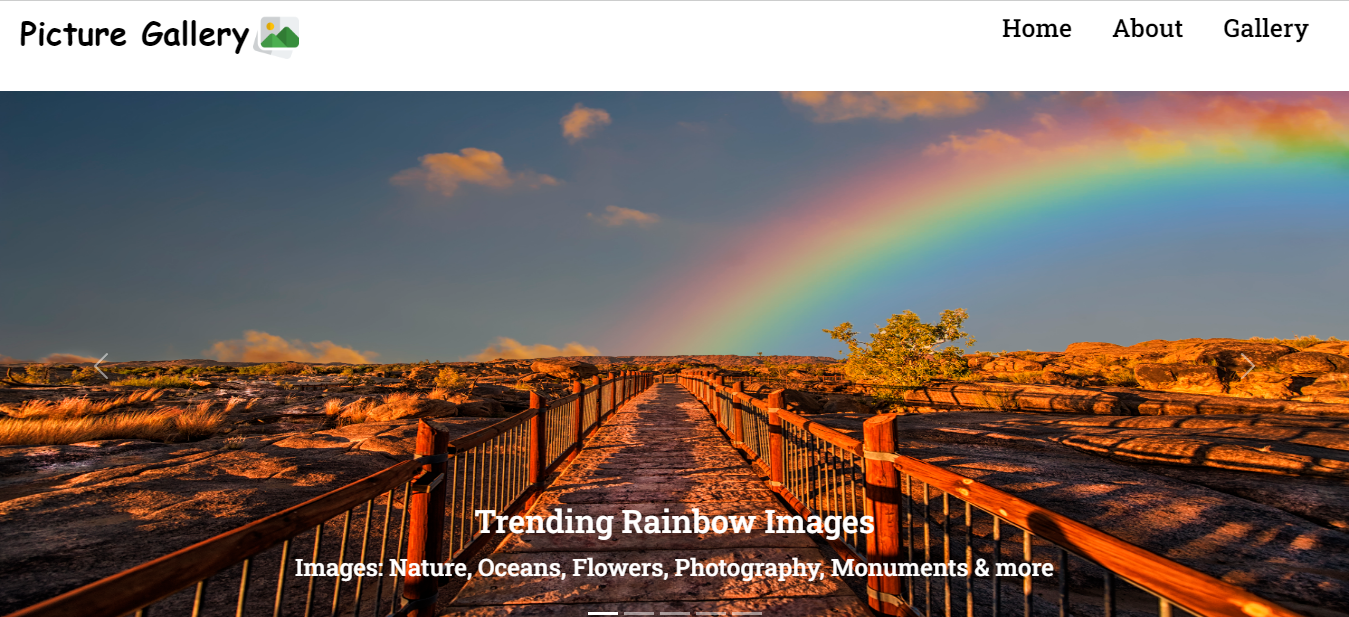 Picture Gallery
Home About Gallery
Trending Rainbow Images
Images: Nature, Oceans, Flowers, Photography, Monuments & more